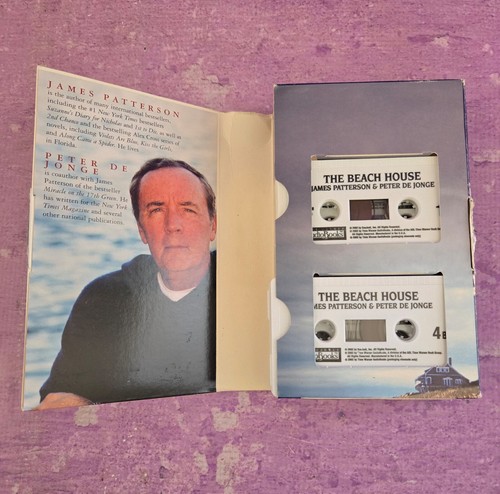 JAMES PATTERSON
is the author of many international bestsellers,
including the #1 New York Times bestsellers
Suzanne's Diary for Nicholas and 1st to Die, as well as
2nd Chance and the bestselling Alex Cross series of
novels, including Violets Are Blue, Kiss the Girls,
and Along Came a Spider. He lives
in Florida.
PETER DE
JONGE
is coauthor with James
Patterson of the bestseller
Miracle on the 17th Green. He
has written for the New York
Times Magazine and several
other national publications.
THE BEACH HOUSE
JAMES PATTERSON & PETER DE JONGE
THE BEACH HOUSE
MES PATTERSON & PETER DE JONGE
4